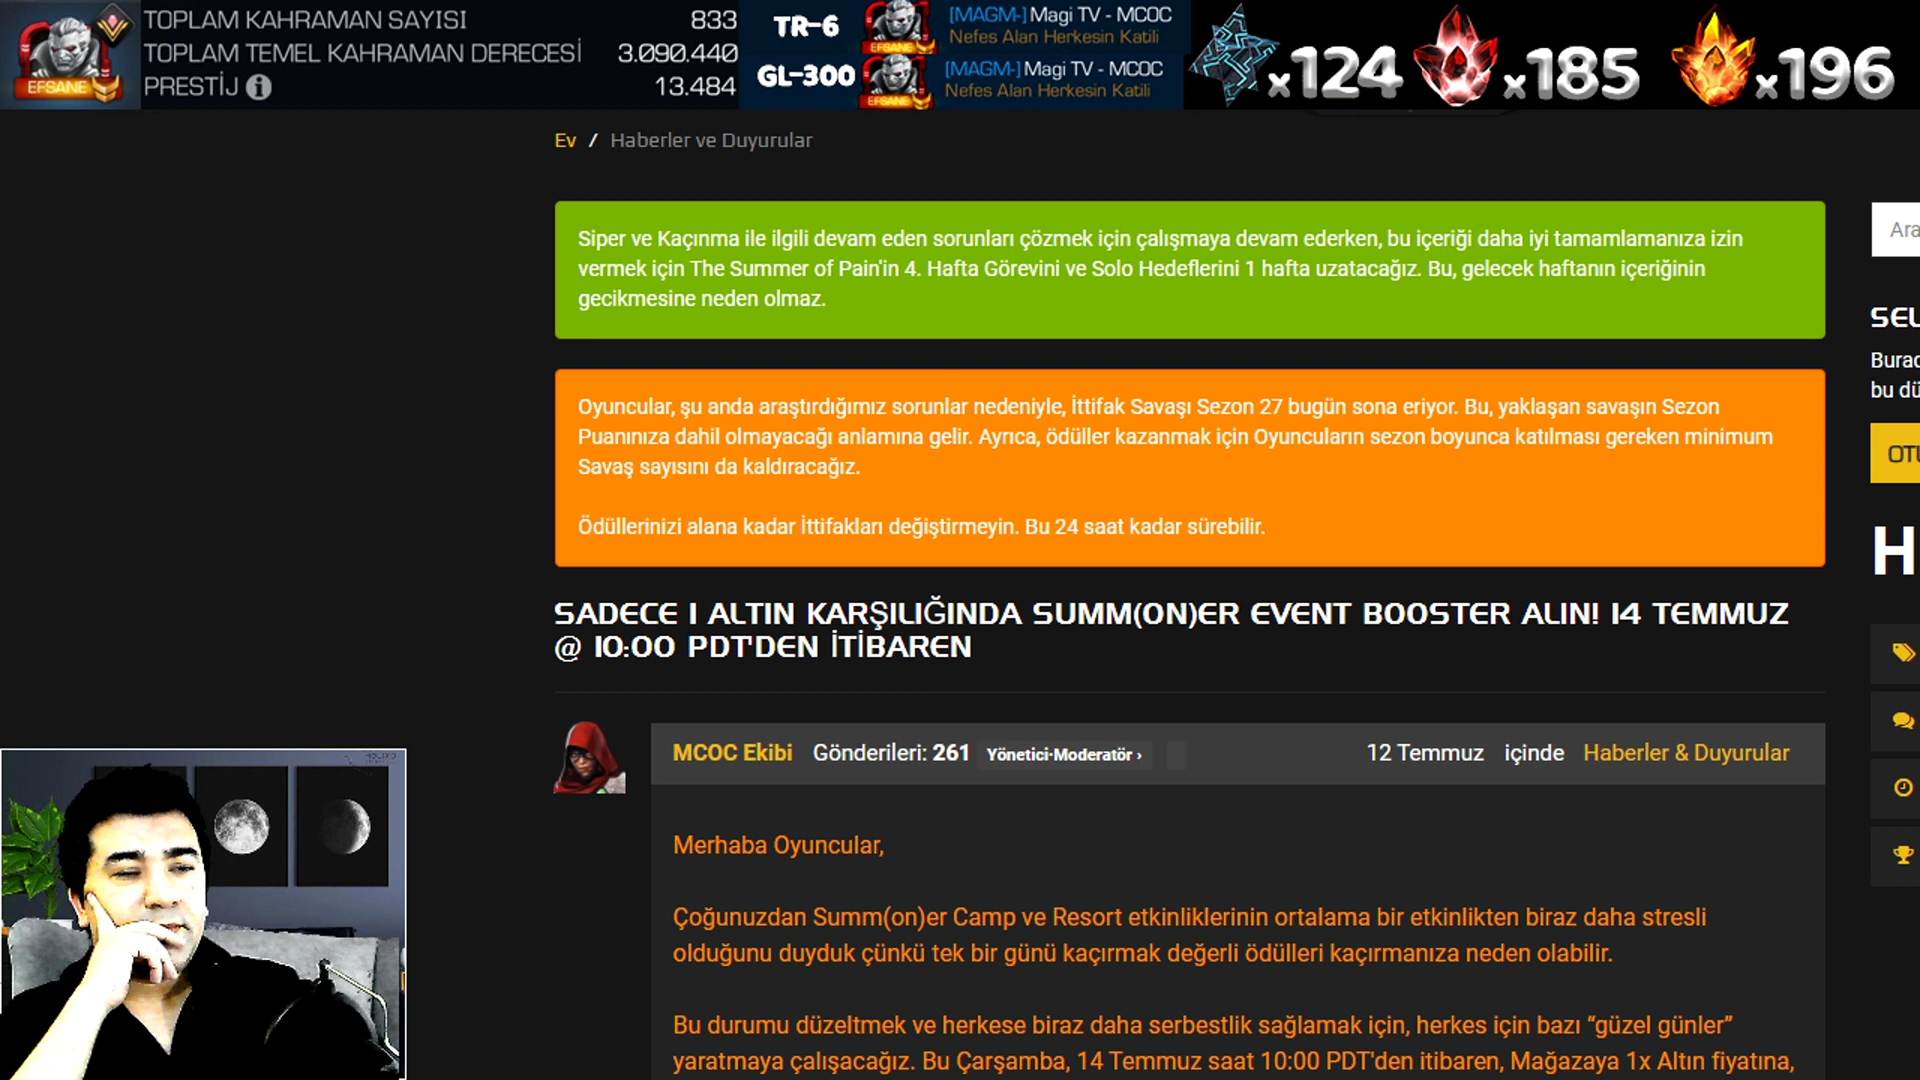 TOPLAM KAHRAMAN SAYISI 833
TOPLAM TEMEL KAHRAMAN DERECESİ 3.090.440
PRESTİJ 13.484
EFSANE
TR-6
[MAGM-] Magi TV - MCOC
Nefes Alan Herkesin Katili
EFSANE
GL-300
[MAGM-] Magi TV - MCOC
Nefes Alan Herkesin Katili
EFSANE
x124
x185
x196
Ev / Haberler ve Duyurular
Siper ve Kaçınma ile ilgili devam eden sorunları çözmek için çalışmaya devam ederken, bu içeriği daha iyi tamamlamanıza izin
vermek için The Summer of Pain'in 4. Hafta Görevini ve Solo Hedeflerini 1 hafta uzatacağız. Bu, gelecek haftanın içeriğinin
gecikmesine neden olmaz.
Oyuncular, şu anda araştırdığımız sorunlar nedeniyle, İttifak Savaşı Sezon 27 bugün sona eriyor. Bu, yaklaşan savaşın Sezon
Puanınıza dahil olmayacağı anlamına gelir. Ayrıca, ödüller kazanmak için Oyuncuların sezon boyunca katılması gereken minimum
Savaş sayısını da kaldıracağız.
Ödüllerinizi alana kadar İttifakları değiştirmeyin. Bu 24 saat kadar sürebilir.
SADECE 1 ALTIN KARŞILIĞINDA SUMM(ON)ER EVENT BOOSTER ALIN! 14 TEMMUZ
@ 10:00 PDT'DEN İTİBAREN
MCOC Ekibi Gönderileri: 261 Yönetici·Moderatör › 12 Temmuz içinde Haberler & Duyurular
Merhaba Oyuncular,
Çoğunuzdan Summ(on)er Camp ve Resort etkinliklerinin ortalama bir etkinlikten biraz daha stresli
olduğunu duyduk çünkü tek bir günü kaçırmak değerli ödülleri kaçırmanıza neden olabilir.
Bu durumu düzeltmek ve herkese biraz daha serbestlik sağlamak için, herkes için bazı “güzel günler”
yaratmaya çalışacağız. Bu Çarşamba, 14 Temmuz saat 10:00 PDT'den itibaren, Mağazaya 1x Altın fiyatına,
Ara
SEL
Burac
bu dü
OTU
H